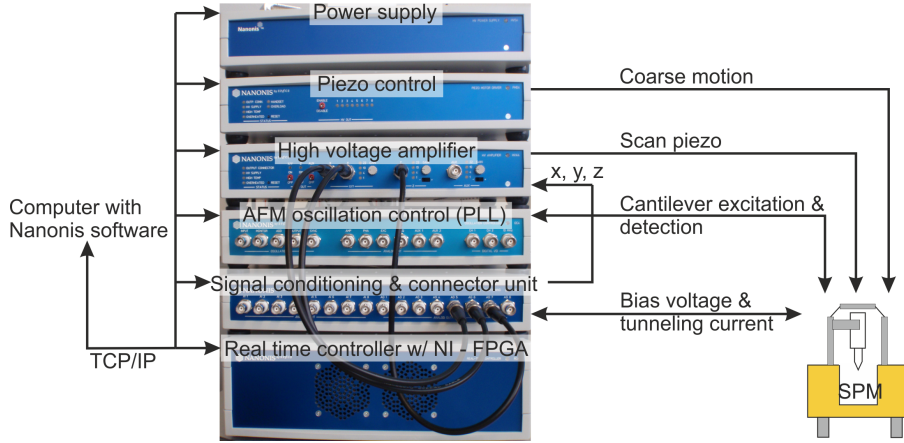 Power supply
Nanonis
Piezo control
NANONIS
Coarse motion
High voltage amplifier
NANONIS
Scan piezo
x, y, z
AFM oscillation control (PLL)
Cantilever excitation &
detection
Computer with
Nanonis software
Signal conditioning & connector unit
Bias voltage &
tunneling current
Real time controller w/ NI - FPGA
TCP/IP
SPM